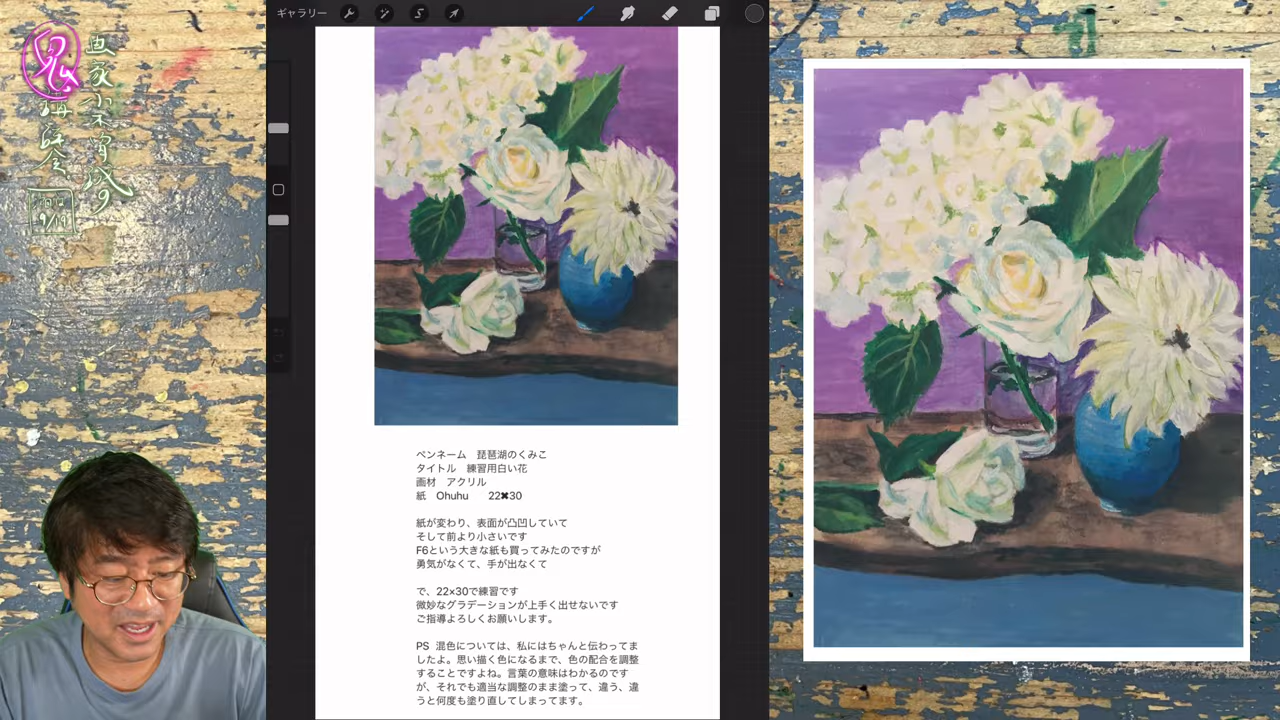 ギャラリー
鬼
ペンネーム　琵琶湖のくみこ
タイトル　練習用白い花
画材　アクリル
紙　Ohuhu　　22✖30
紙が変わり、表面が凸凹していて
そして前より小さいです
F6という大きな紙も買ってみたのですが
勇気がなくて、手が出なくて
で、22×30で練習です
微妙なグラデーションが上手く出せないです
ご指導よろしくお願いします。
PS  混色については、私にはちゃんと伝わってま
したよ。思い描く色になるまで、色の配合を調整
することですよね。言葉の意味はわかるのです
が、それでも適当な調整のまま塗って、違う、違
うと何度も塗り直してしまってます。